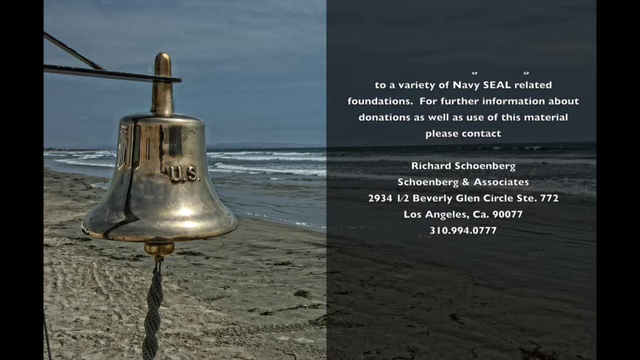 U.S.
to a variety of Navy SEAL related
foundations. For further information about
donations as well as use of this material
please contact
Richard Schoenberg
Schoenberg & Associates
2934 1/2 Beverly Glen Circle Ste. 772
Los Angeles, Ca. 90077
310.994.0777